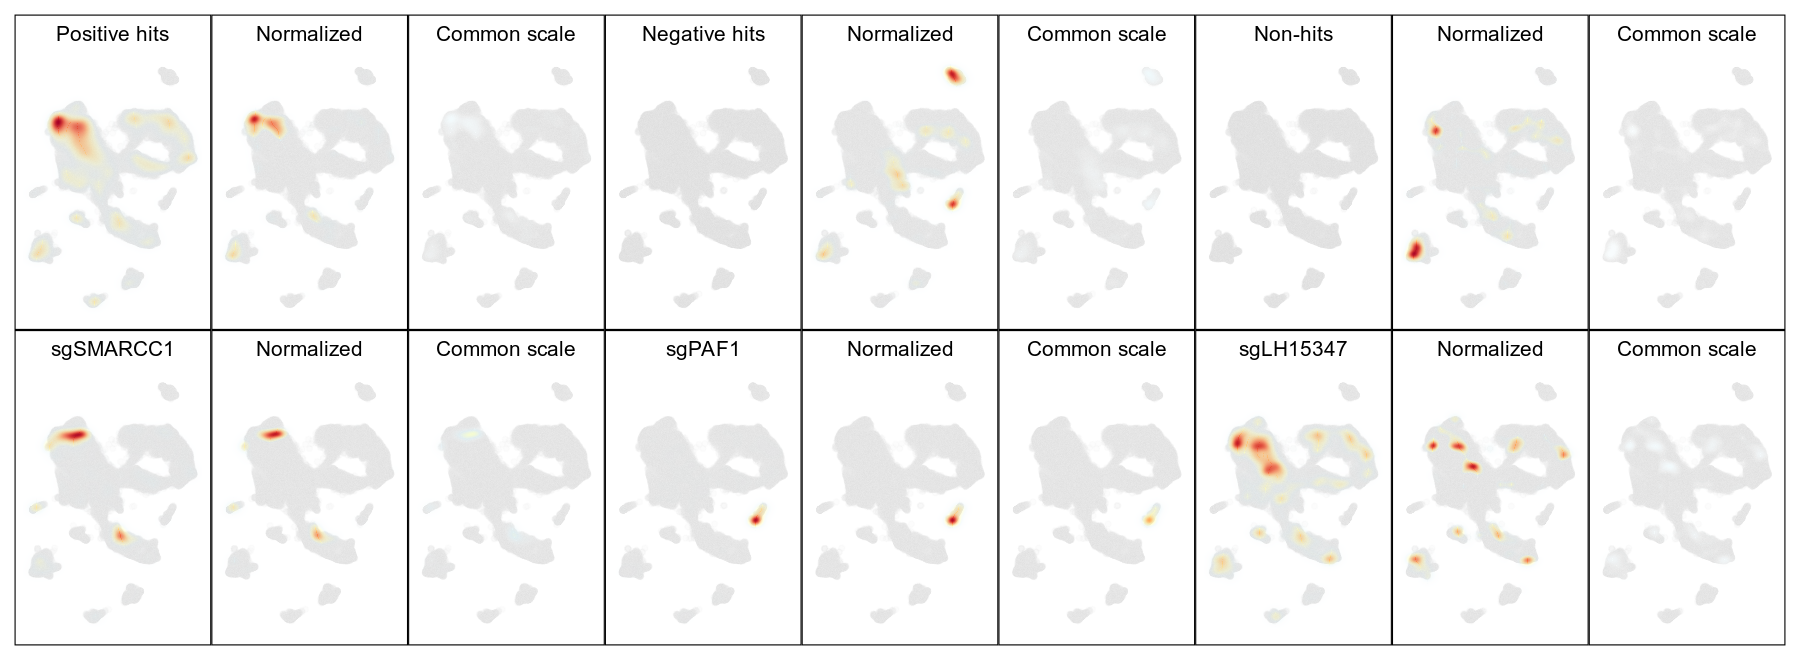 Positive hits Normalized Common scale Negative hits Normalized Common scale Non-hits Normalized Common scale
sgSMARCC1 Normalized Common scale sgPAF1 Normalized Common scale sgLH15347 Normalized Common scale